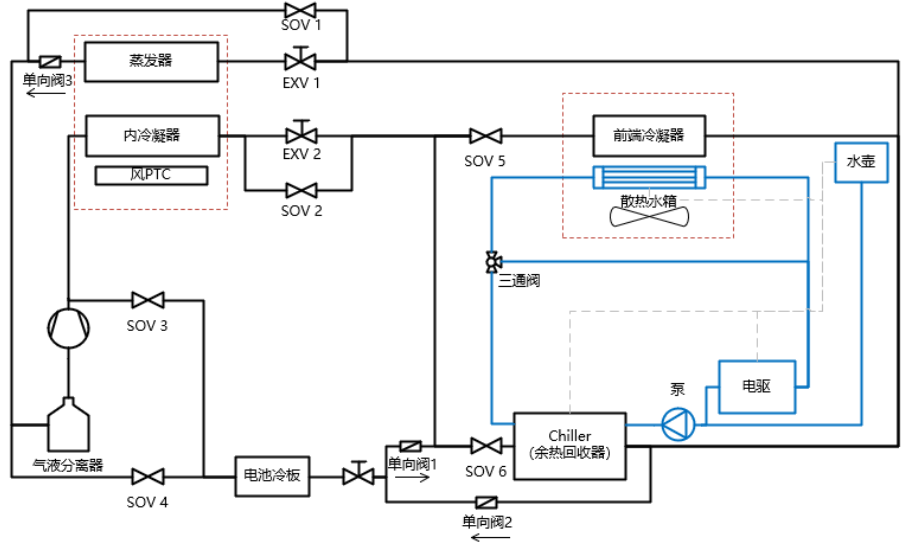 SOV 1
蒸发器
单向阀3
EXV 1
内冷凝器
EXV 2
风PTC
SOV 2
SOV 5
前端冷凝器
水壶
散热水箱
三通阀
SOV 3
泵
电驱
Chiller
(余热回收器)
气液分离器
SOV 4
电池冷板
单向阀1
SOV 6
单向阀2